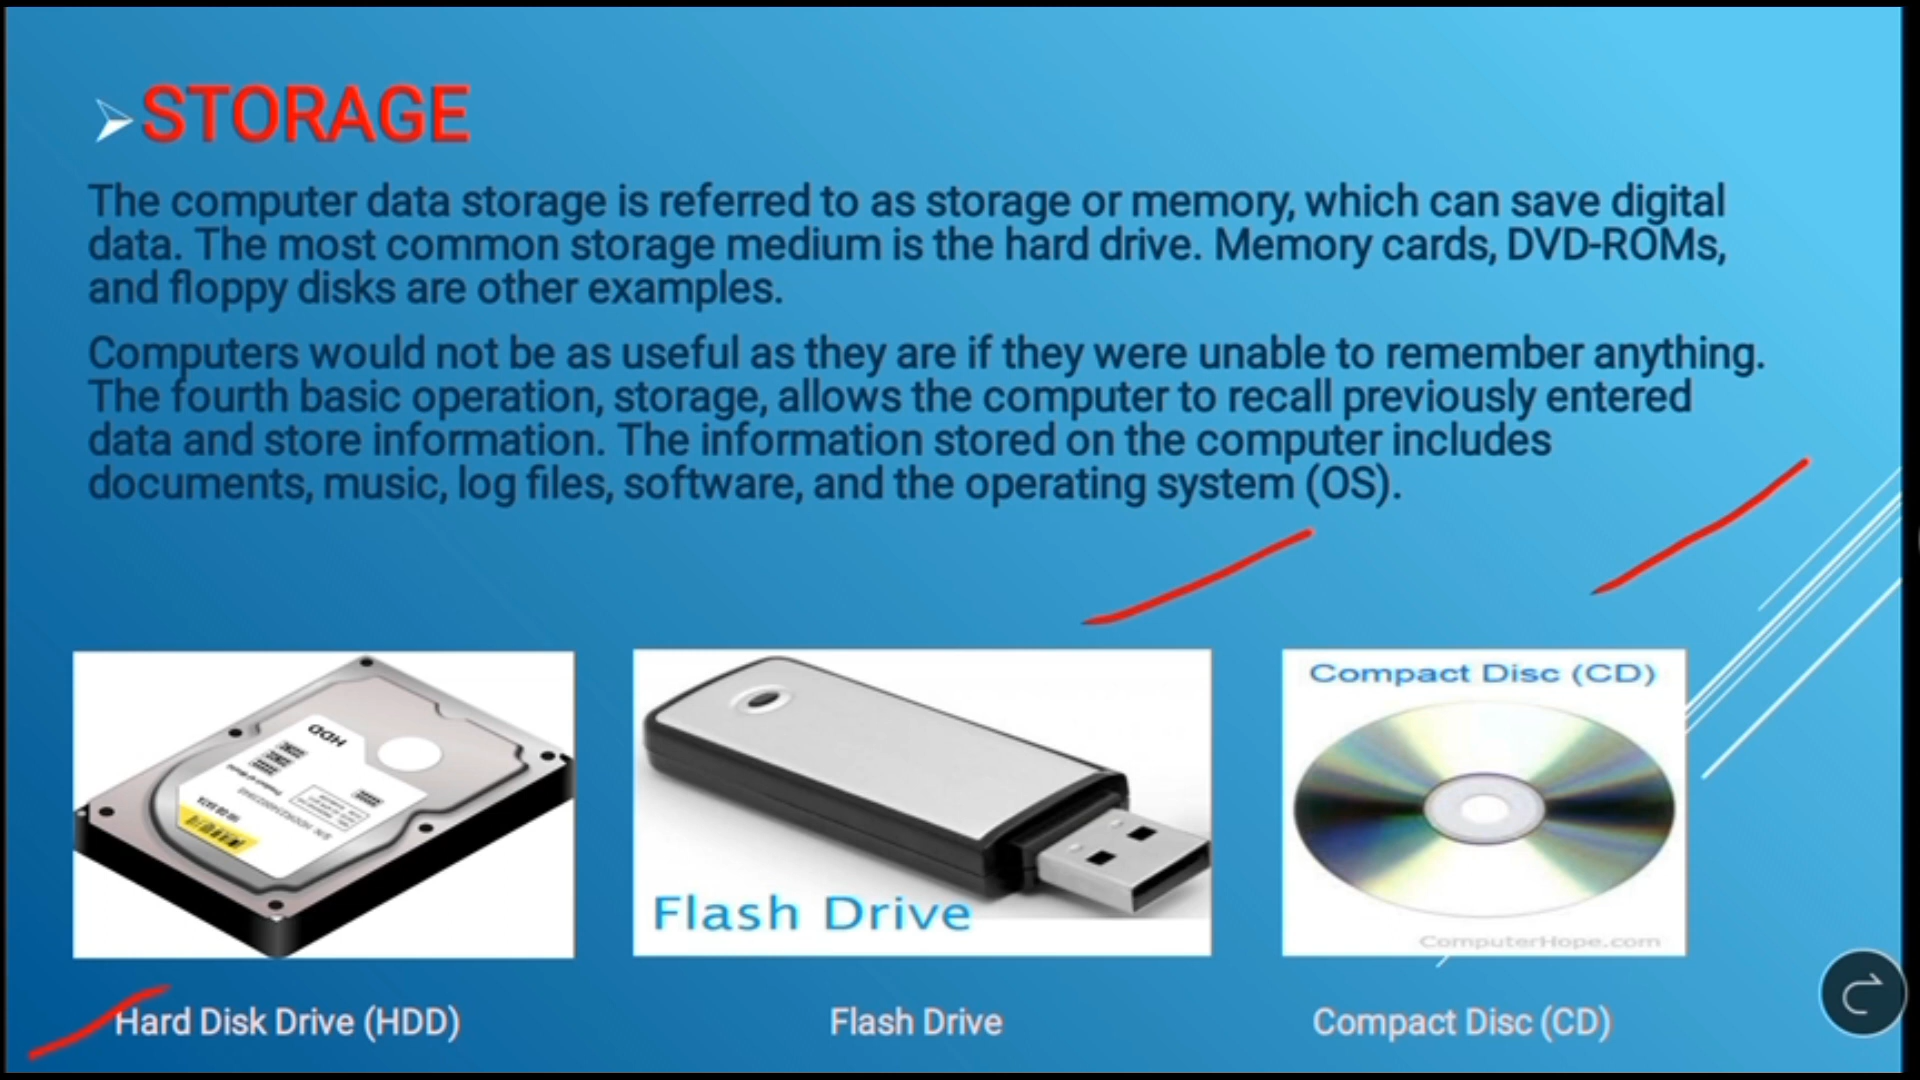 STORAGE
The computer data storage is referred to as storage or memory, which can save digital
data. The most common storage medium is the hard drive. Memory cards, DVD-ROMs,
and floppy disks are other examples.
Computers would not be as useful as they are if they were unable to remember anything.
The fourth basic operation, storage, allows the computer to recall previously entered
data and store information. The information stored on the computer includes
documents, music, log files, software, and the operating system (OS).
HDD
Flash Drive
Compact Disc (CD)
ComputerHope.com
Hard Disk Drive (HDD)
Flash Drive
Compact Disc (CD)